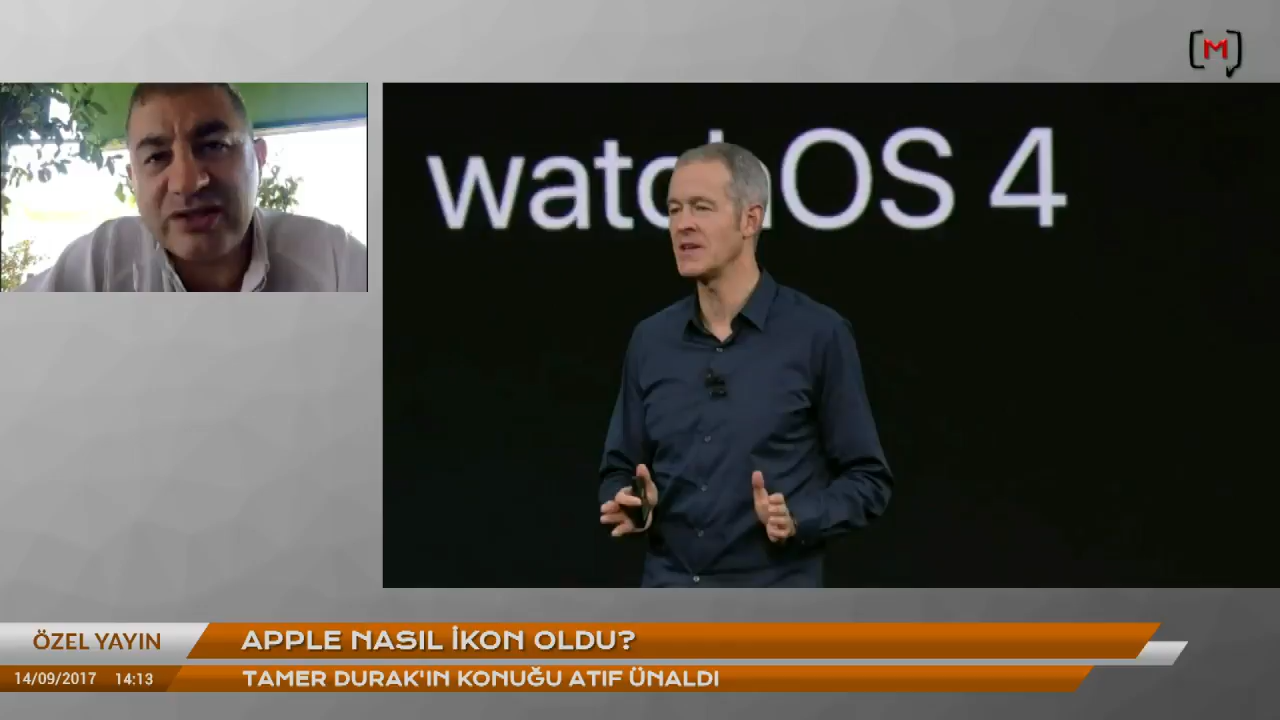 M
watchOS 4
ÖZEL YAYIN
APPLE NASIL İKON OLDU?
14/09/2017 14:13
TAMER DURAK'IN KONUĞU ATIF ÜNALDI